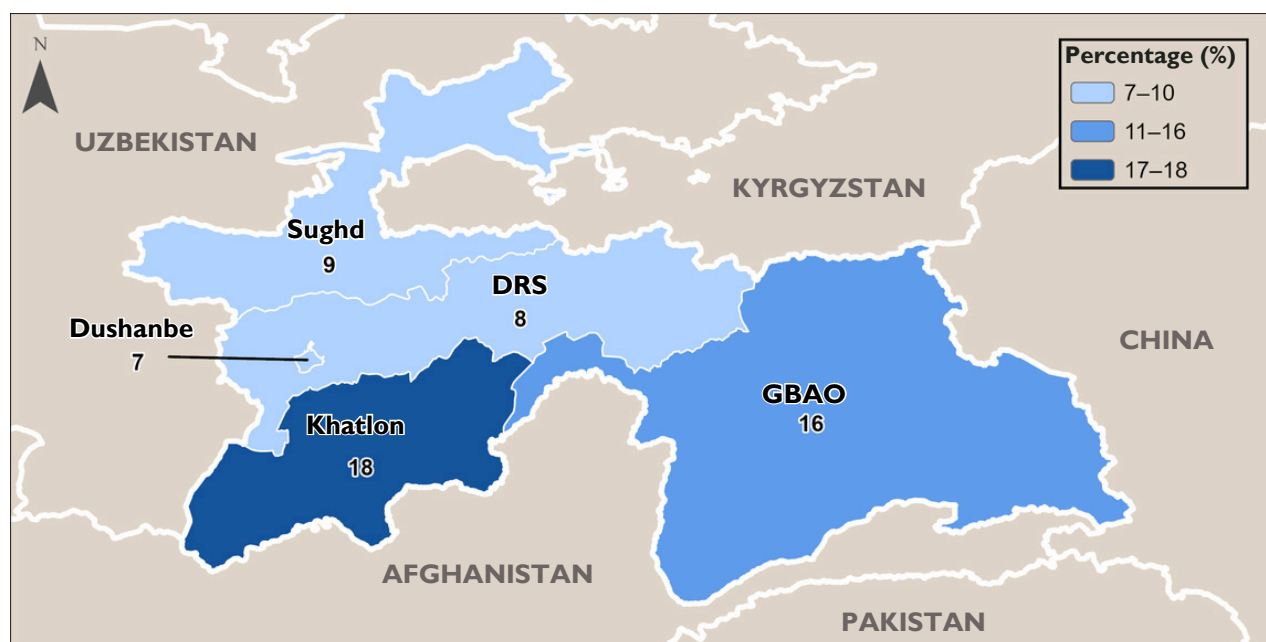 N
Percentage (%)
7–10
11–16
17–18
UZBEKISTAN
KYRGYZSTAN
Sughd
9
DRS
8
Dushanbe
7
CHINA
GBAO
16
Khatlon
18
AFGHANISTAN
PAKISTAN